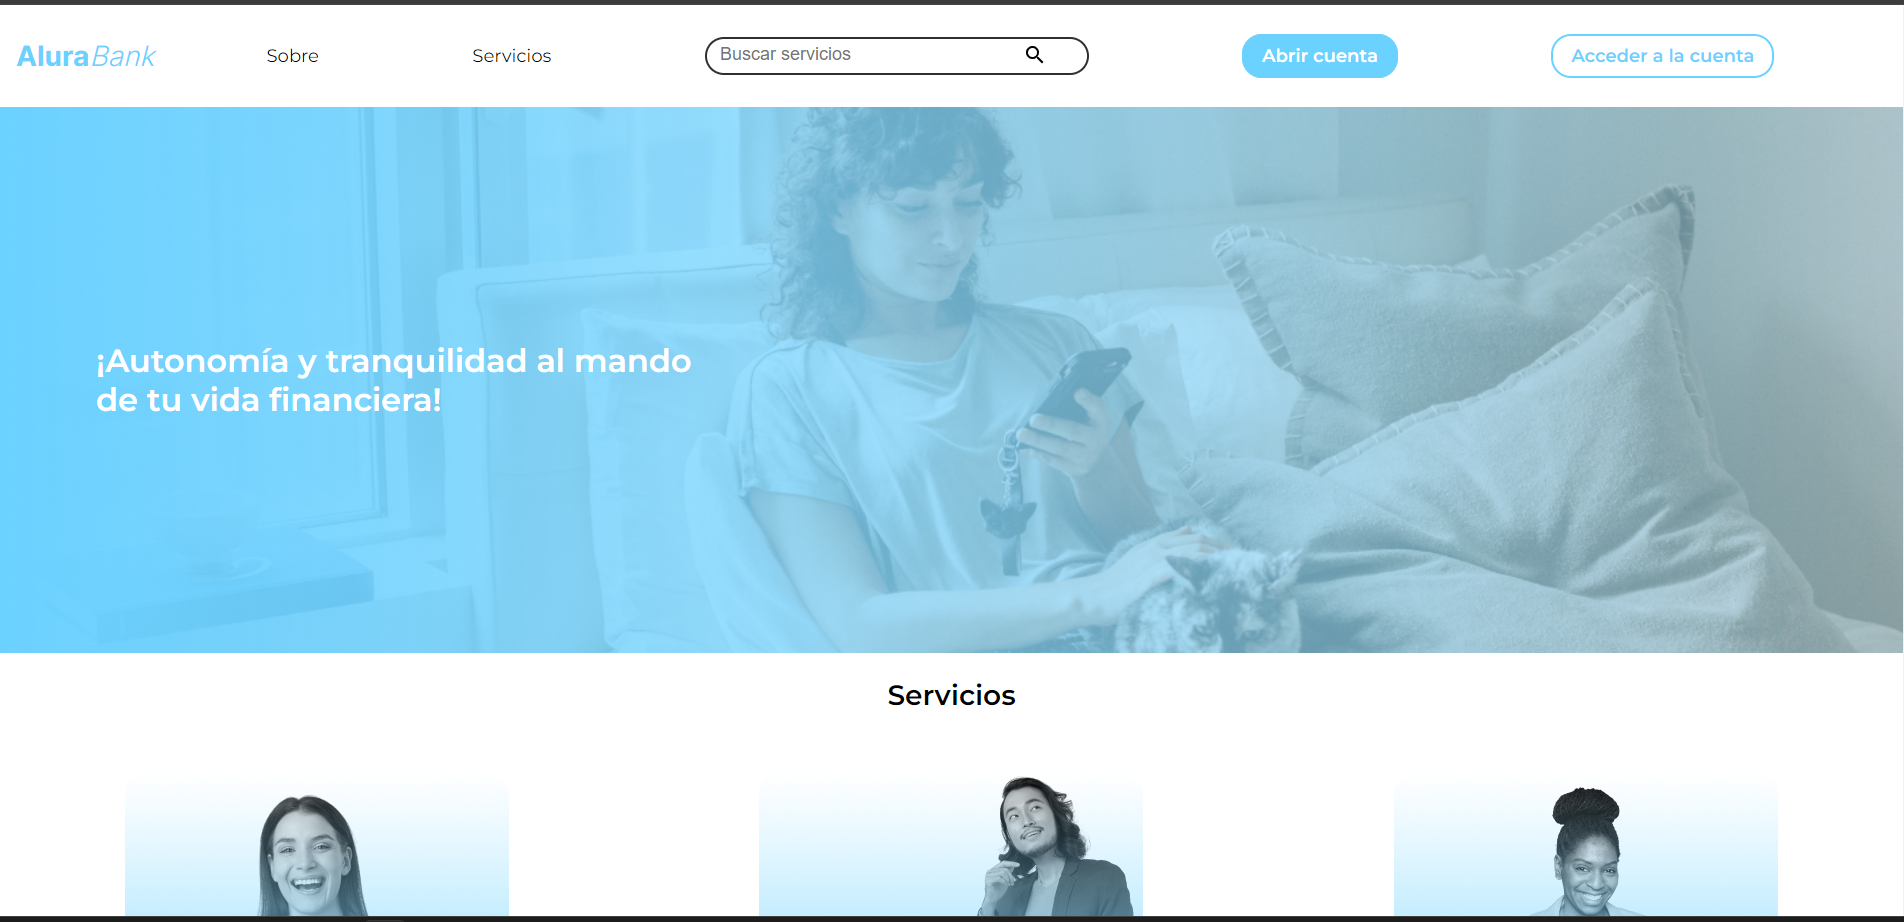 AluraBank
Sobre
Servicios
Buscar servicios
Abrir cuenta
Acceder a la cuenta
¡Autonomía y tranquilidad al mando
de tu vida financiera!
Servicios